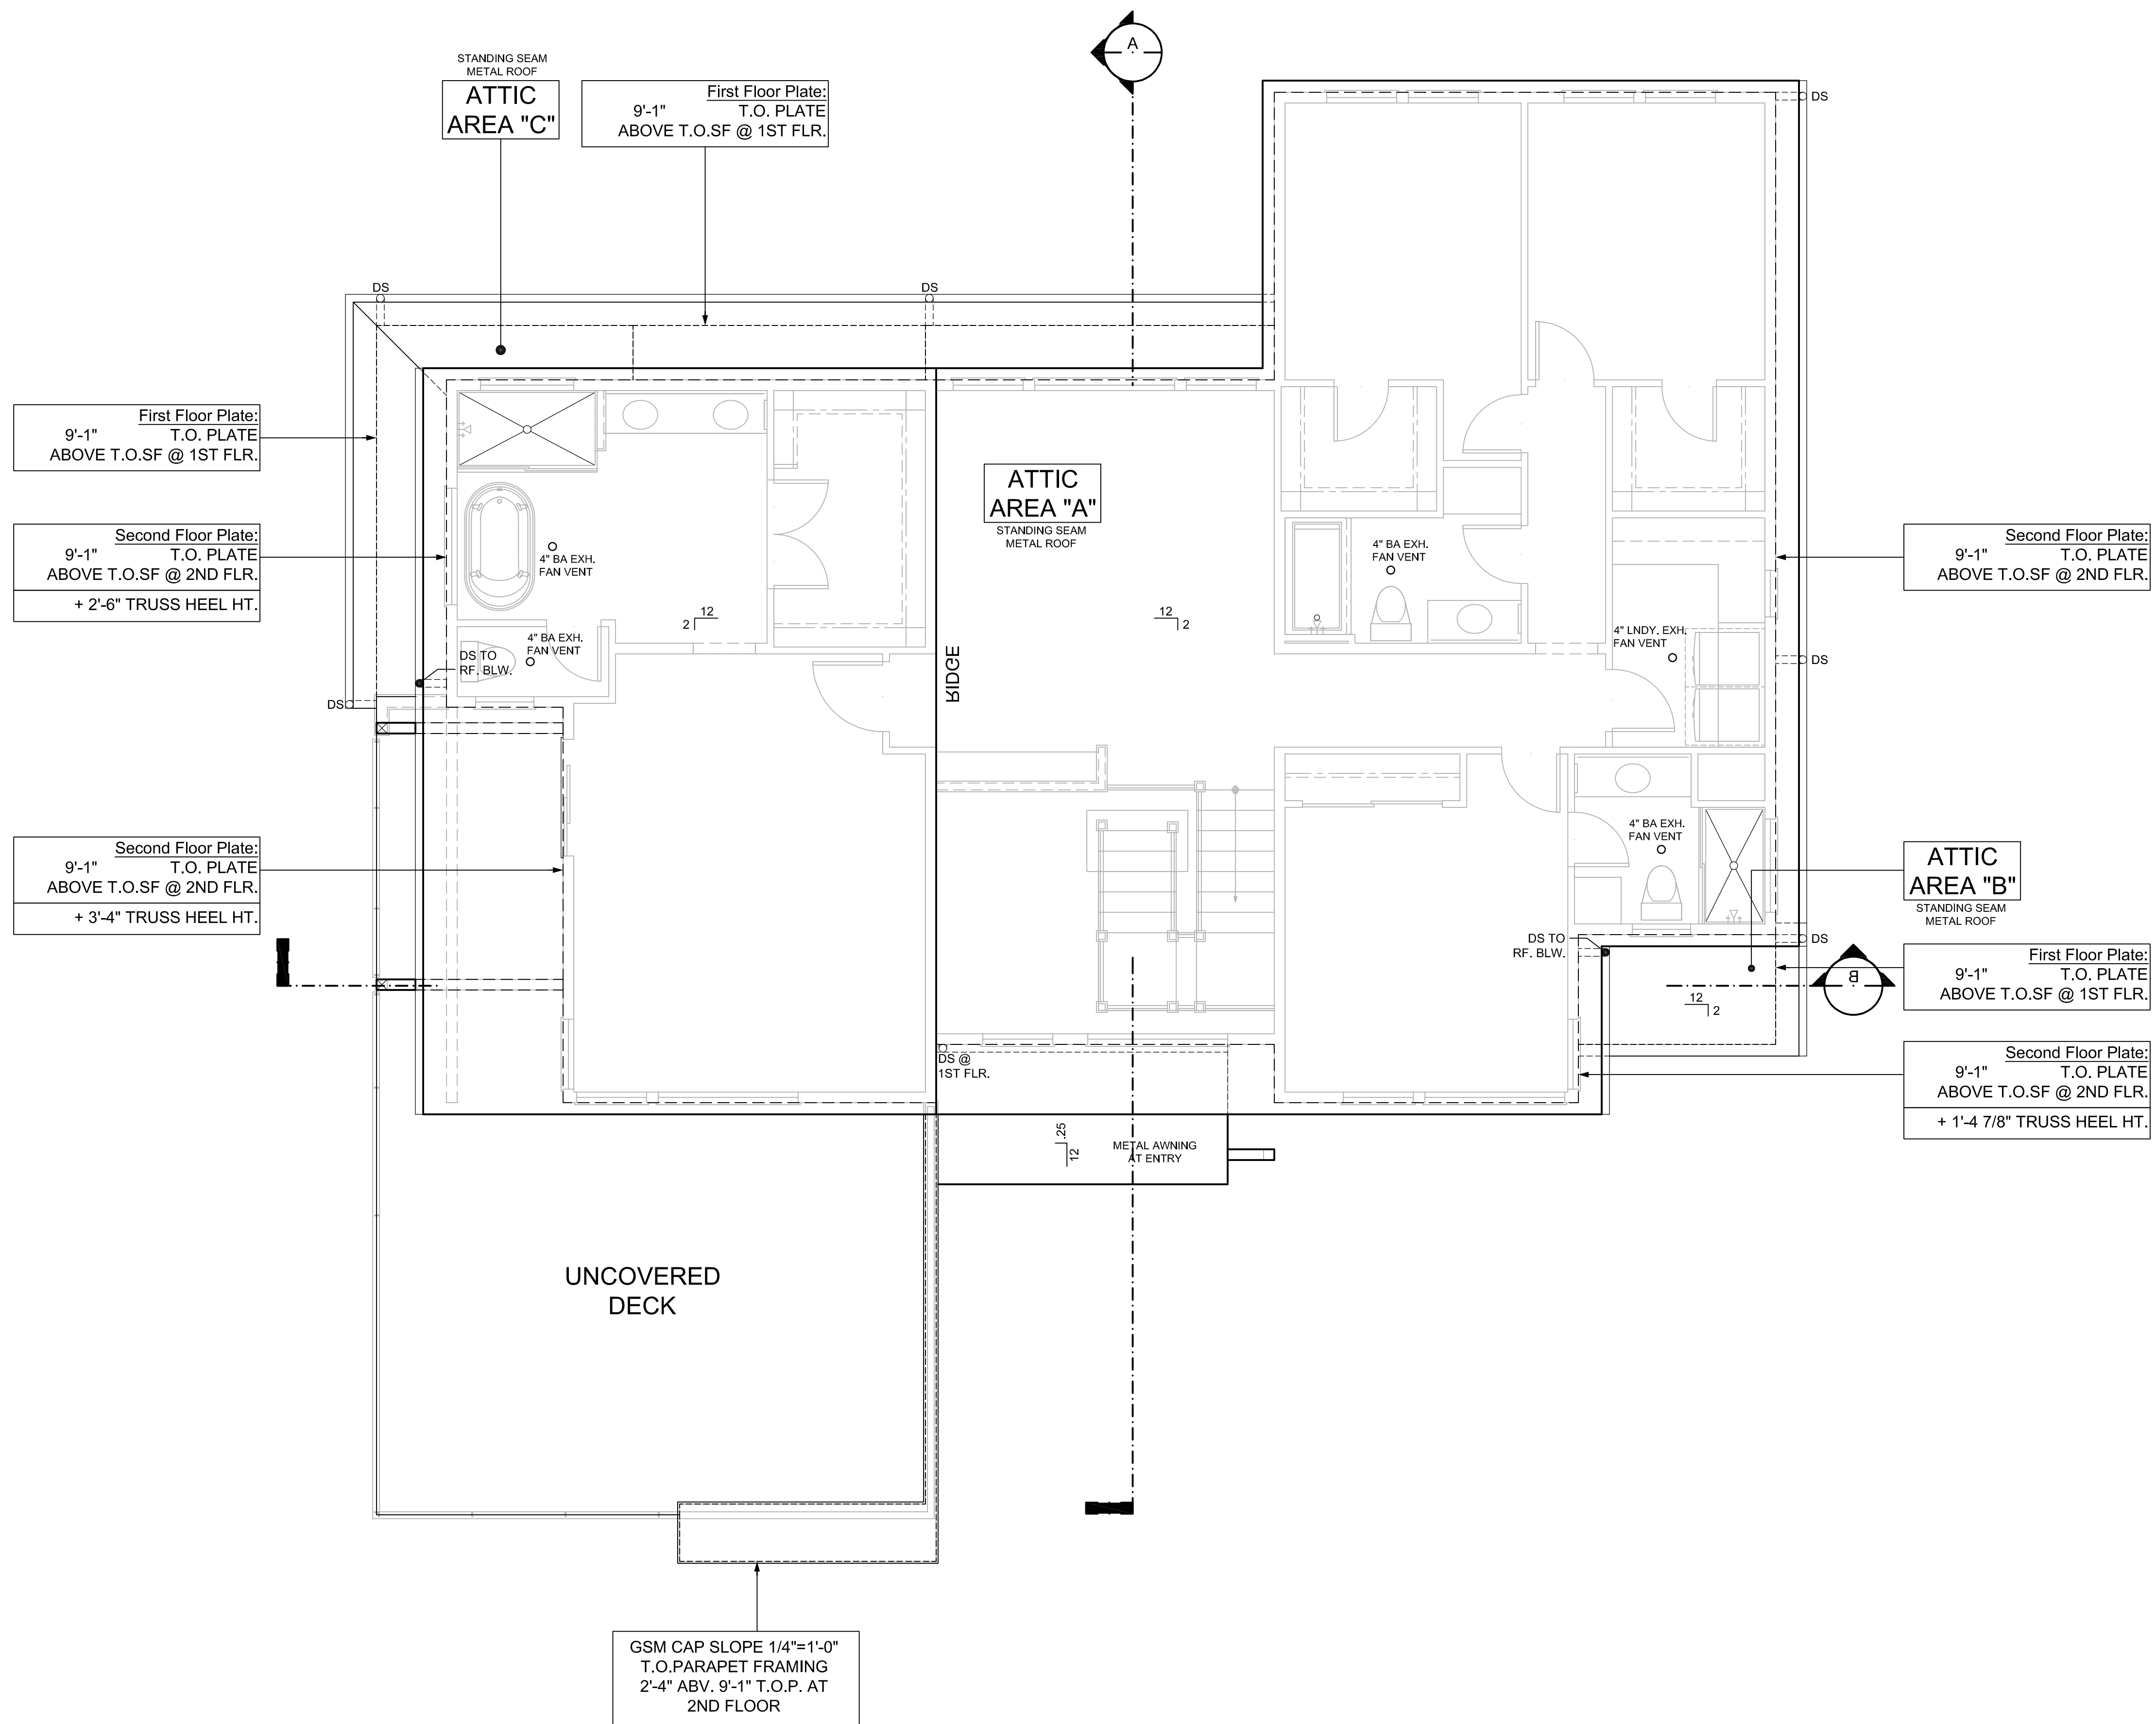 A
STANDING SEAM
METAL ROOF
ATTIC
AREA "C"
First Floor Plate:
9'-1" T.O. PLATE
ABOVE T.O.SF @ 1ST FLR.
DS
DS
DS
First Floor Plate:
9'-1" T.O. PLATE
ABOVE T.O.SF @ 1ST FLR.
ATTIC
AREA "A"
STANDING SEAM
METAL ROOF
Second Floor Plate:
9'-1" T.O. PLATE
ABOVE T.O.SF @ 2ND FLR.
+ 2'-6" TRUSS HEEL HT.
4" BA EXH.
FAN VENT
4" BA EXH.
FAN VENT
Second Floor Plate:
9'-1" T.O. PLATE
ABOVE T.O.SF @ 2ND FLR.
12
2
12
2
4" BA EXH.
FAN VENT
4" LNDY. EXH.
FAN VENT
DS TO
RF. BLW.
RIDGE
DS
DS
4" BA EXH.
FAN VENT
Second Floor Plate:
9'-1" T.O. PLATE
ABOVE T.O.SF @ 2ND FLR.
+ 3'-4" TRUSS HEEL HT.
ATTIC
AREA "B"
STANDING SEAM
METAL ROOF
DS TO
RF. BLW.
DS
First Floor Plate:
9'-1" T.O. PLATE
ABOVE T.O.SF @ 1ST FLR.
B
12
2
DS @
1ST FLR.
Second Floor Plate:
9'-1" T.O. PLATE
ABOVE T.O.SF @ 2ND FLR.
+ 1'-4 7/8" TRUSS HEEL HT.
.25
12
METAL AWNING
AT ENTRY
UNCOVERED
DECK
GSM CAP SLOPE 1/4"=1'-0"
T.O.PARAPET FRAMING
2'-4" ABV. 9'-1" T.O.P. AT
2ND FLOOR